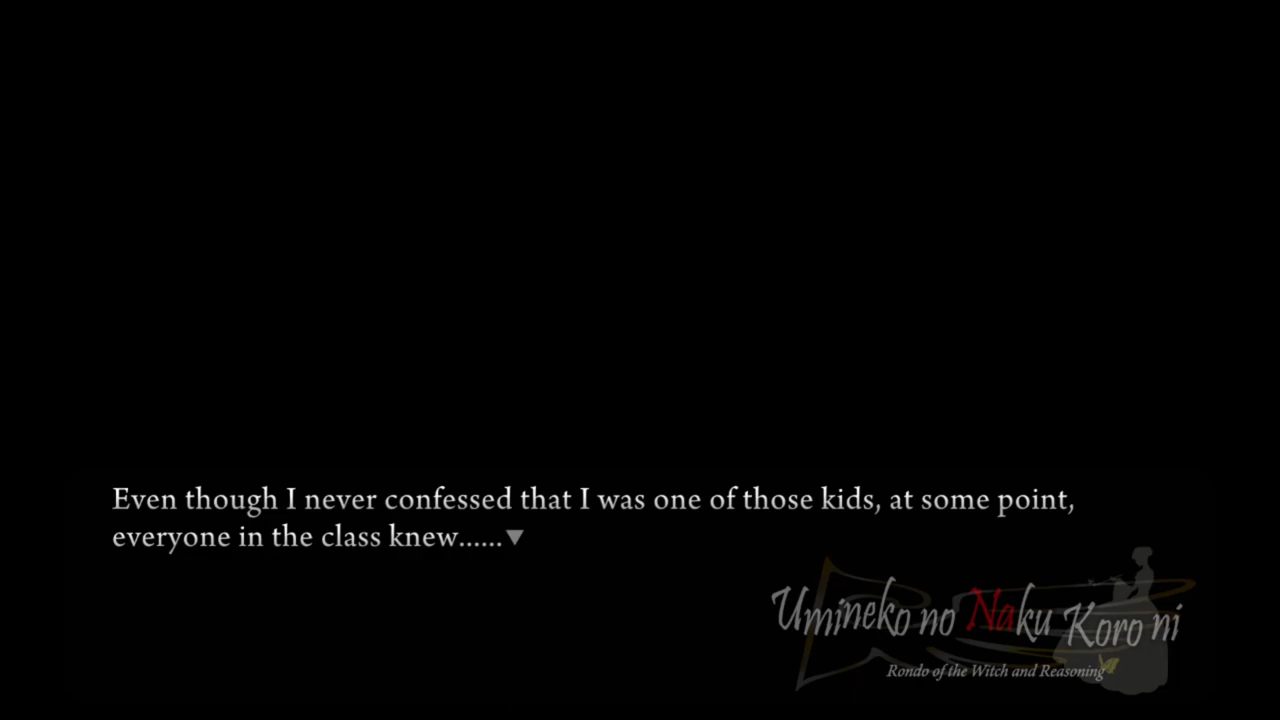 Even though I never confessed that I was one of those kids, at some point,
everyone in the class knew......
Umineko no Naku Koro ni
Rondo of the Witch and Reasoning